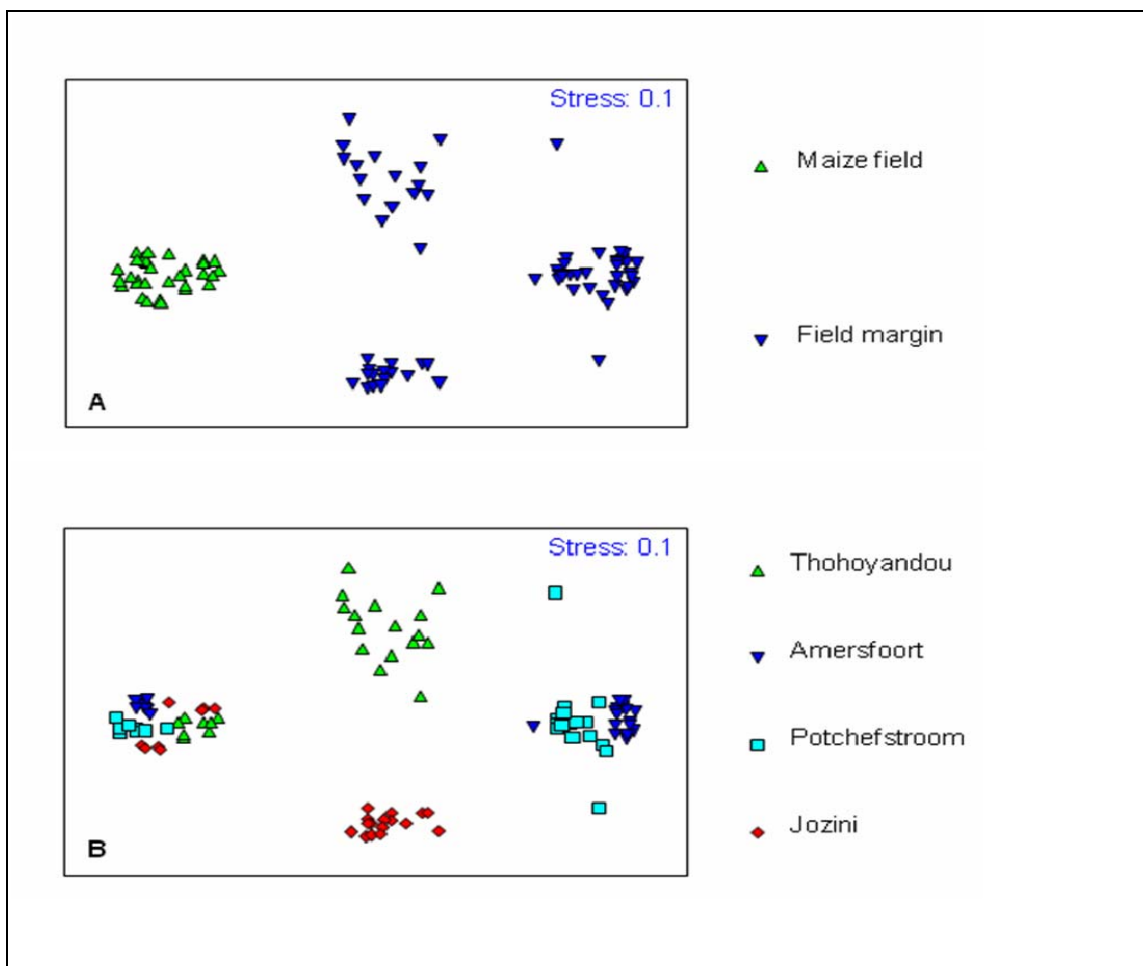 Stress: 0.1
Maize field
Field margin
A
Stress: 0.1
Thohoyandou
Amersfoort
Potchefstroom
Jozini
B